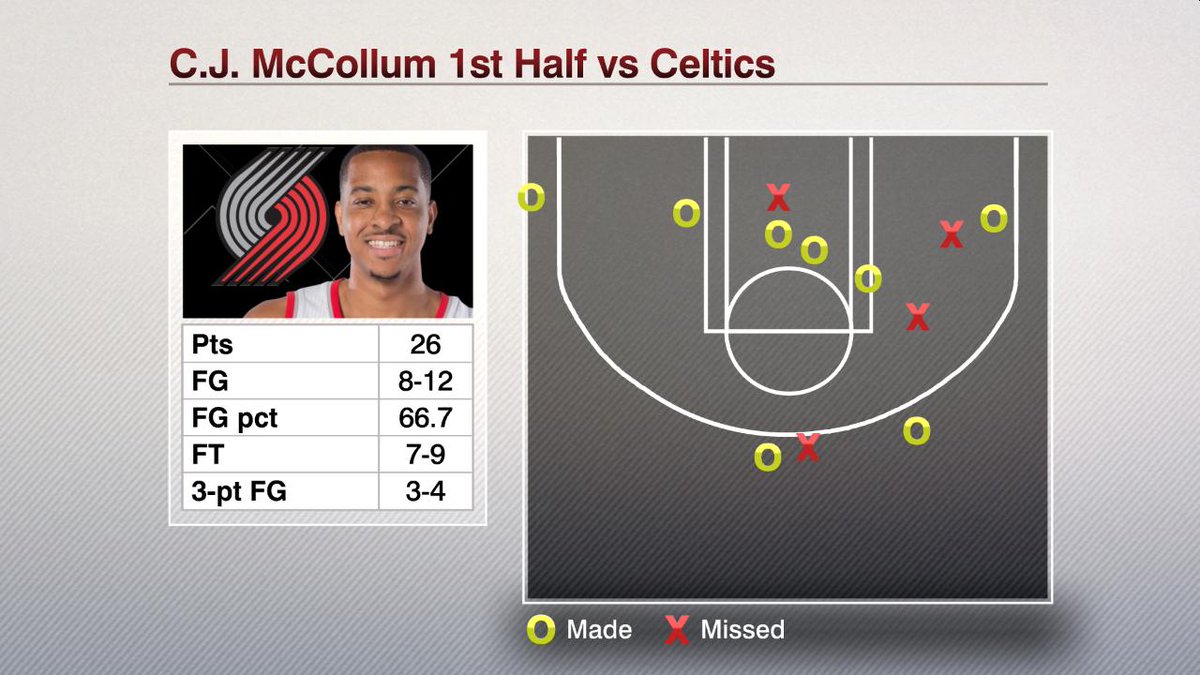 C.J. McCollum 1st Half vs Celtics
Pts 26
FG 8-12
FG pct 66.7
FT 7-9
3-pt FG 3-4
O Made X Missed